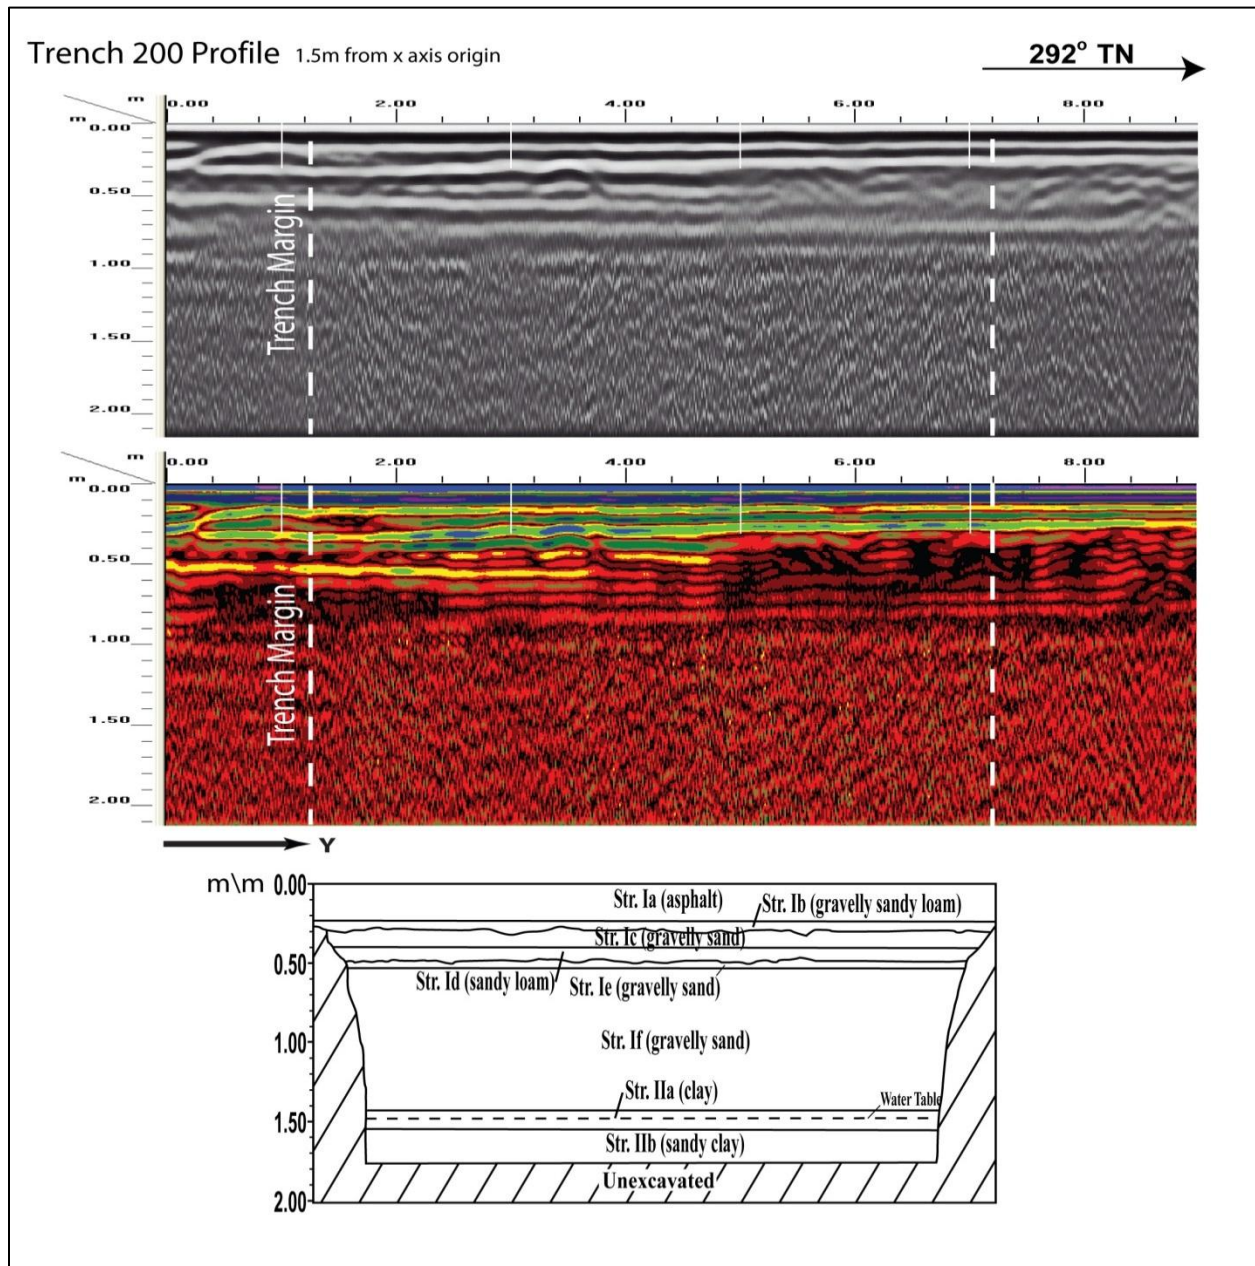 Trench 200 Profile 1.5m from x axis origin
292° TN
m 0.00 2.00 4.00 6.00 8.00
m
0.00
0.50
1.00
1.50
2.00
Trench Margin
m 0.00 2.00 4.00 6.00 8.00
m
0.00
0.50
1.00
1.50
2.00
Trench Margin
Y
m\m 0.00
Str. Ia (asphalt)
Str. Ib (gravelly sandy loam)
Str. Ic (gravelly sand)
0.50
Str. Id (sandy loam)
Str. Ie (gravelly sand)
1.00
Str. If (gravelly sand)
Str. IIa (clay)
Water Table
1.50
Str. IIb (sandy clay)
Unexcavated
2.00